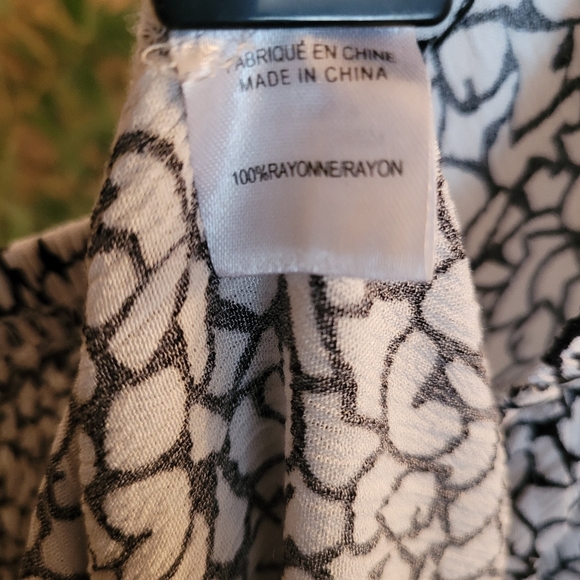 FABRIQUÉ EN CHINE
MADE IN CHINA
100%RAYONNE/RAYON